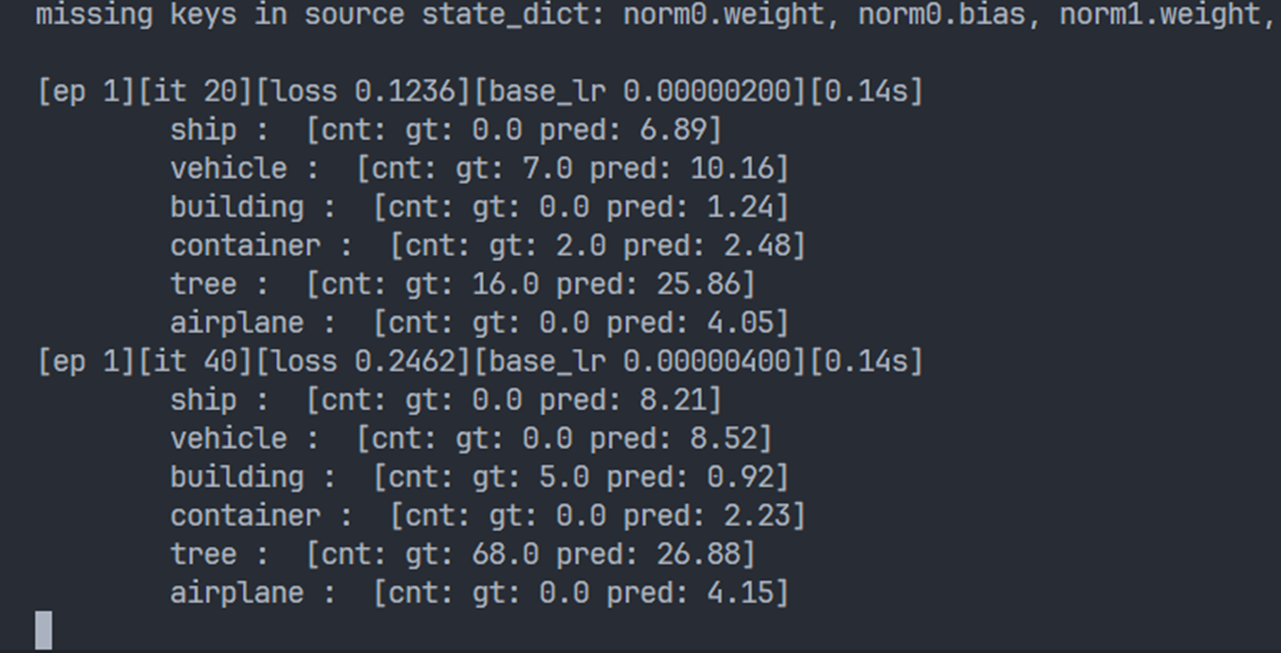 missing keys in source state_dict: norm0.weight, norm0.bias, norm1.weight,
[ep 1][it 20][loss 0.1236][base_lr 0.00000200][0.14s]
ship :  [cnt: gt: 0.0 pred: 6.89]
vehicle :  [cnt: gt: 7.0 pred: 10.16]
building :  [cnt: gt: 0.0 pred: 1.24]
container :  [cnt: gt: 2.0 pred: 2.48]
tree :  [cnt: gt: 16.0 pred: 25.86]
airplane :  [cnt: gt: 0.0 pred: 4.05]
[ep 1][it 40][loss 0.2462][base_lr 0.00000400][0.14s]
ship :  [cnt: gt: 0.0 pred: 8.21]
vehicle :  [cnt: gt: 0.0 pred: 8.52]
building :  [cnt: gt: 5.0 pred: 0.92]
container :  [cnt: gt: 0.0 pred: 2.23]
tree :  [cnt: gt: 68.0 pred: 26.88]
airplane :  [cnt: gt: 0.0 pred: 4.15]